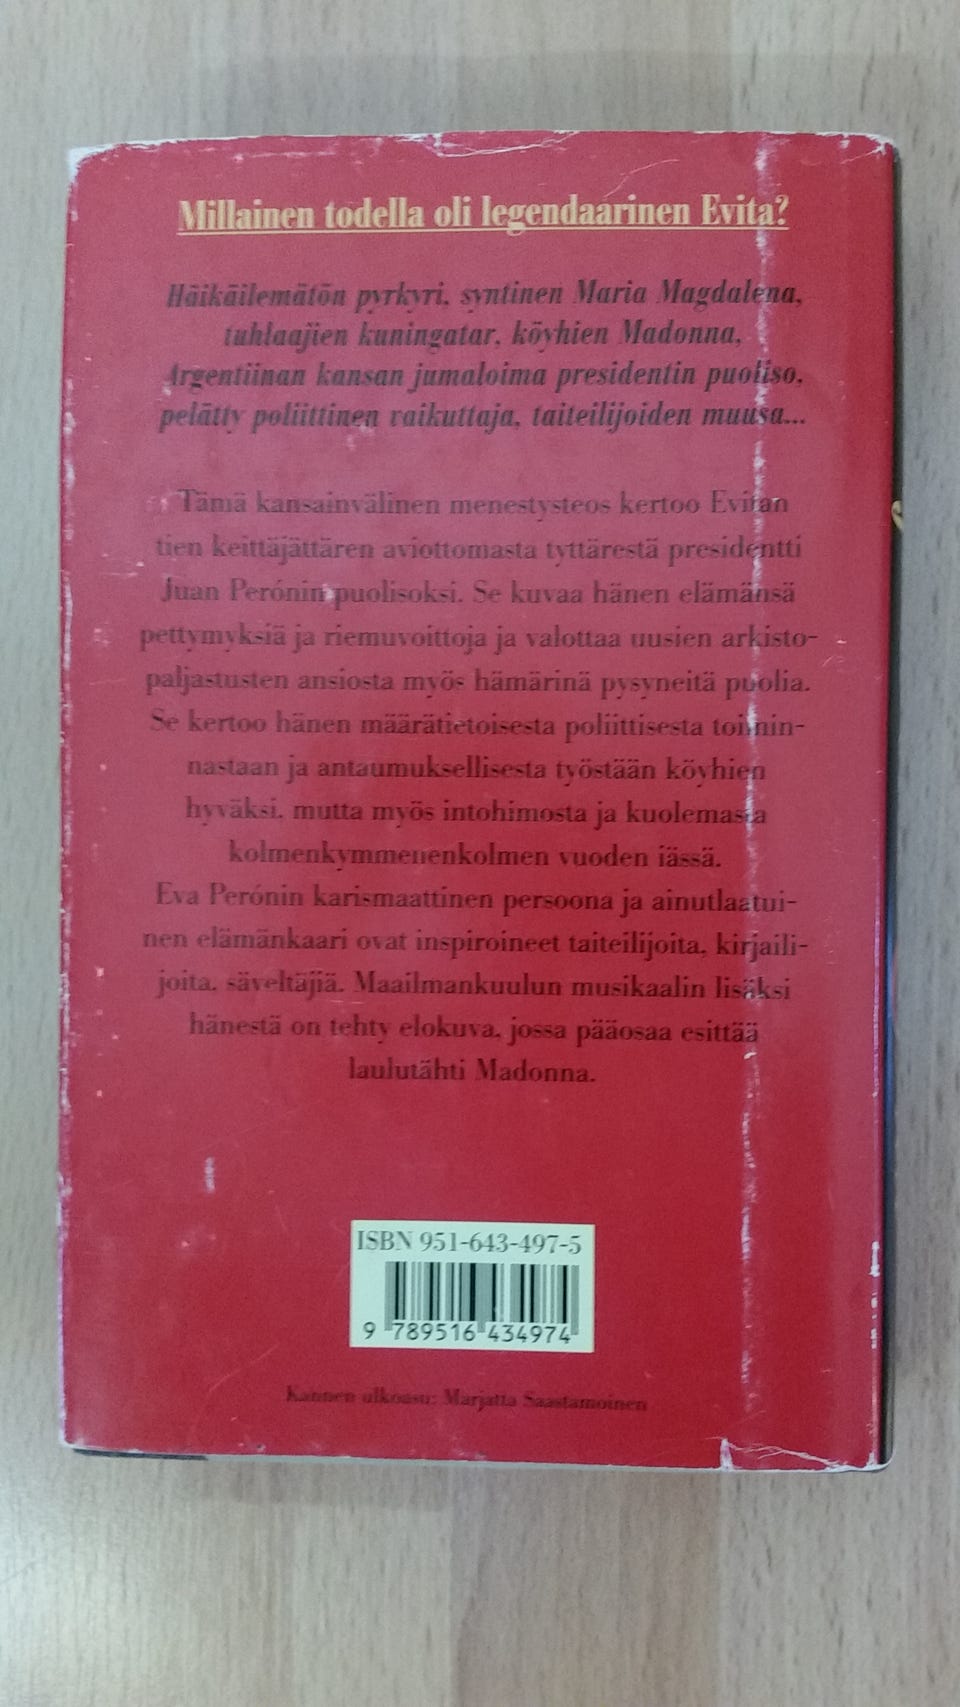 Millainen todella oli legendaarinen Evita?
Häikäilemätön pyrkyri, syntinen Maria Magdalena,
tuhlaajien kuningatar, köyhien Madonna,
Argentiinan kansan jumaloima presidentin puoliso,
pelätty poliittinen vaikuttaja, taiteilijoiden muusa...
Tämä kansainvälinen menestysteos kertoo Evitan
tien keittäjättären aviottomasta tyttärestä presidentti
Juan Perónin puolisoksi. Se kuvaa hänen elämänsä
pettymyksiä ja riemuvoittoja ja valottaa uusien arkisto-
paljastusten ansiosta myös hämärinä pysyneitä puolia.
Se kertoo hänen määrätietoisesta poliittisesta toimin-
nastaan ja antaumuksellisesta työstään köyhien
hyväksi, mutta myös intohimosta ja kuolemasta
kolmenkymmenenkolmen vuoden iässä.
Eva Perónin karismaattinen persoona ja ainutlaatui-
nen elämänkaari ovat inspiroineet taiteilijoita, kirjaili-
joita, säveltäjiä. Maailmankuulun musikaalin lisäksi
hänestä on tehty elokuva, jossa pääosaa esittää
laulutähti Madonna.
ISBN 951-643-497-5
9 789516 434974
Kannen ulkoasu: Marjatta Saastamoinen